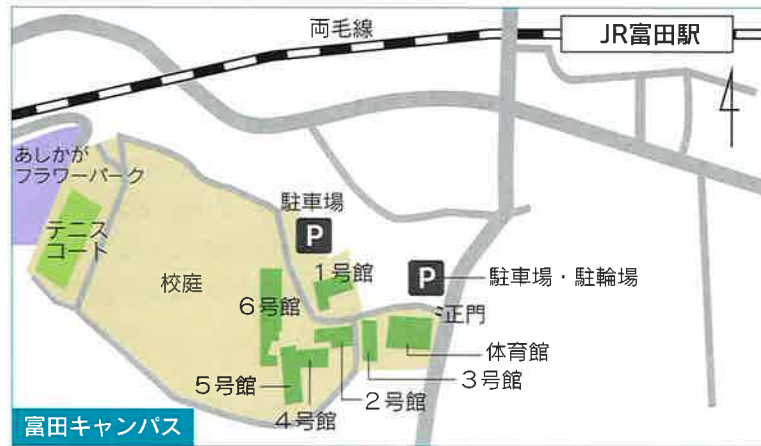 両毛線
JR富田駅
あしかが
フラワーパーク
テニス
コート
駐車場
P
校庭
1号館
P
駐車場・駐輪場
6号館
正門
体育館
5号館
4号館
2号館
3号館
富田キャンパス